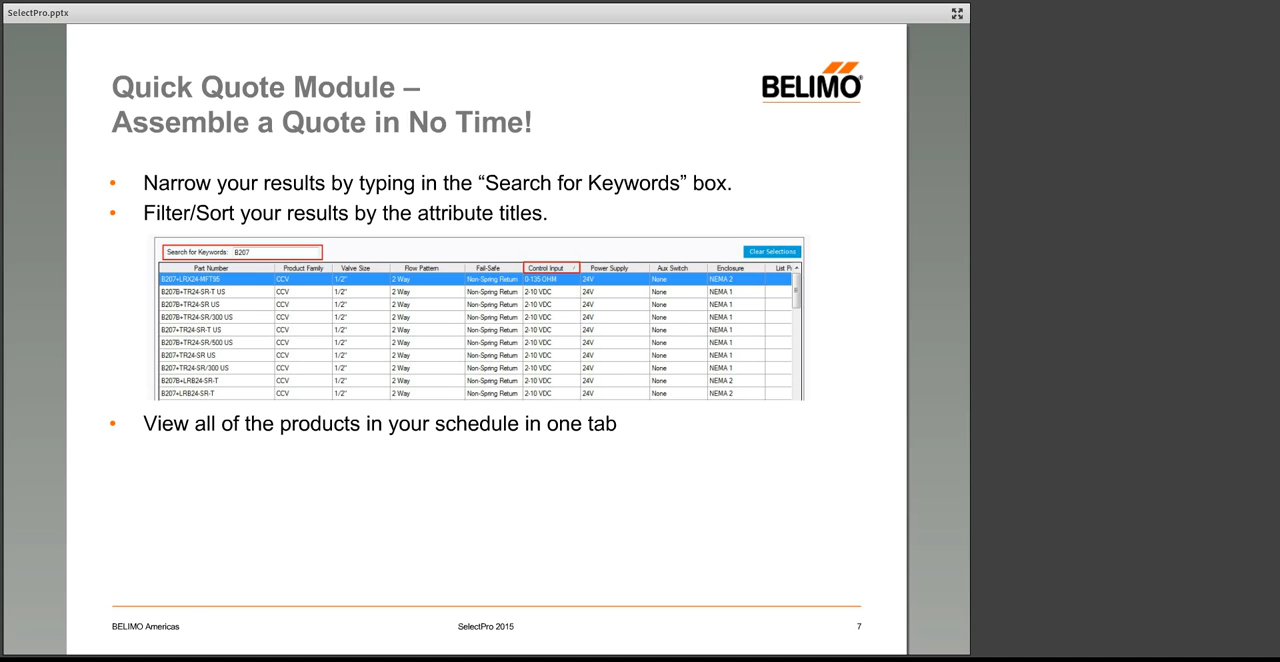 SelectPro.pptx
Quick Quote Module –
Assemble a Quote in No Time!
BELIMO®
• Narrow your results by typing in the “Search for Keywords” box.
• Filter/Sort your results by the attribute titles.
Search for Keywords: B207 Clear Selections
Part Number Product Family Valve Size Flow Pattern Fail-Safe Control Input / Power Supply Aux Switch Enclosure List Pr
B207+LRX24-MFT95 CCV 1/2" 2 Way Non-Spring Return 0-135 OHM 24V None NEMA 2
B207B+TR24-SR-T US CCV 1/2" 2 Way Non-Spring Return 2-10 VDC 24V None NEMA 1
B207B+TR24-SR US CCV 1/2" 2 Way Non-Spring Return 2-10 VDC 24V None NEMA 1
B207B+TR24-SR/300 US CCV 1/2" 2 Way Non-Spring Return 2-10 VDC 24V None NEMA 1
B207+TR24-SR-T US CCV 1/2" 2 Way Non-Spring Return 2-10 VDC 24V None NEMA 1
B207B+TR24-SR/500 US CCV 1/2" 2 Way Non-Spring Return 2-10 VDC 24V None NEMA 1
B207+TR24-SR US CCV 1/2" 2 Way Non-Spring Return 2-10 VDC 24V None NEMA 1
B207+TR24-SR/300 US CCV 1/2" 2 Way Non-Spring Return 2-10 VDC 24V None NEMA 1
B207B+LRB24-SR-T CCV 1/2" 2 Way Non-Spring Return 2-10 VDC 24V None NEMA 2
B207+LRB24-SR-T CCV 1/2" 2 Way Non-Spring Return 2-10 VDC 24V None NEMA 2
• View all of the products in your schedule in one tab
BELIMO Americas SelectPro 2015 7